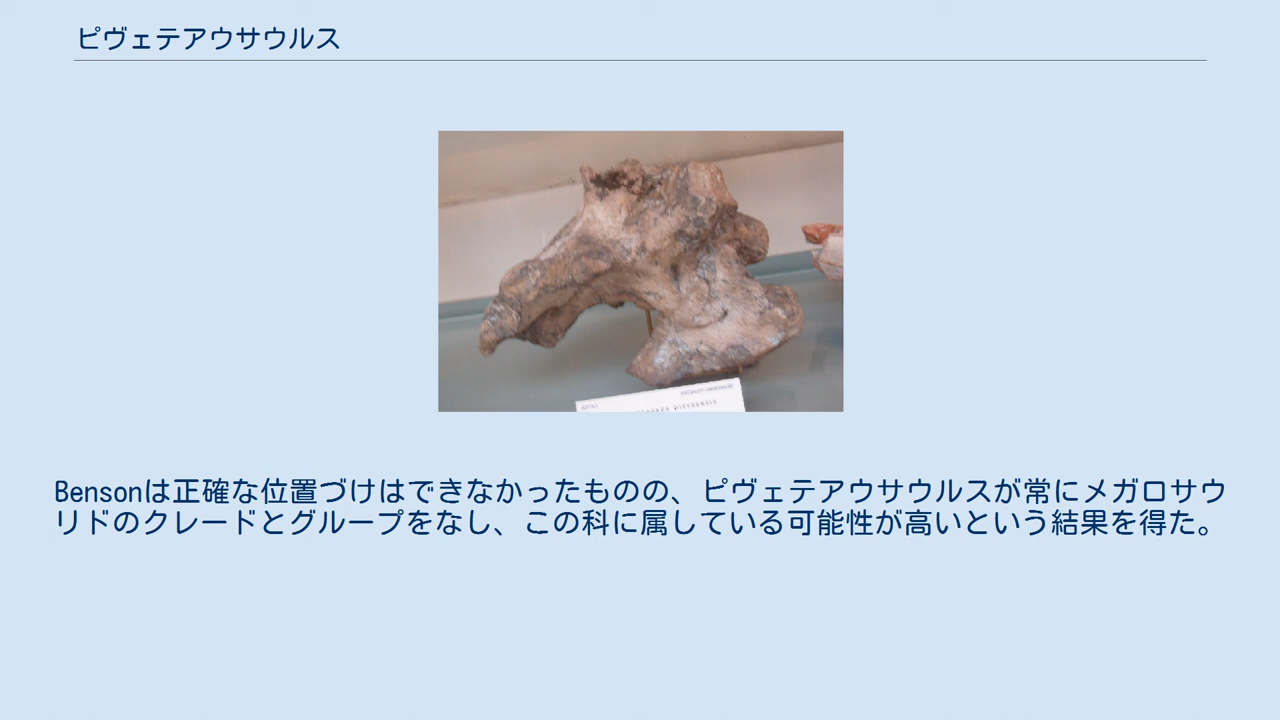 ピヴェテアウサウルス
Bensonは正確な位置づけはできなかったものの、ピヴェテアウサウルスが常にメガロサウ
リドのクレードとグループをなし、この科に属している可能性が高いという結果を得た。